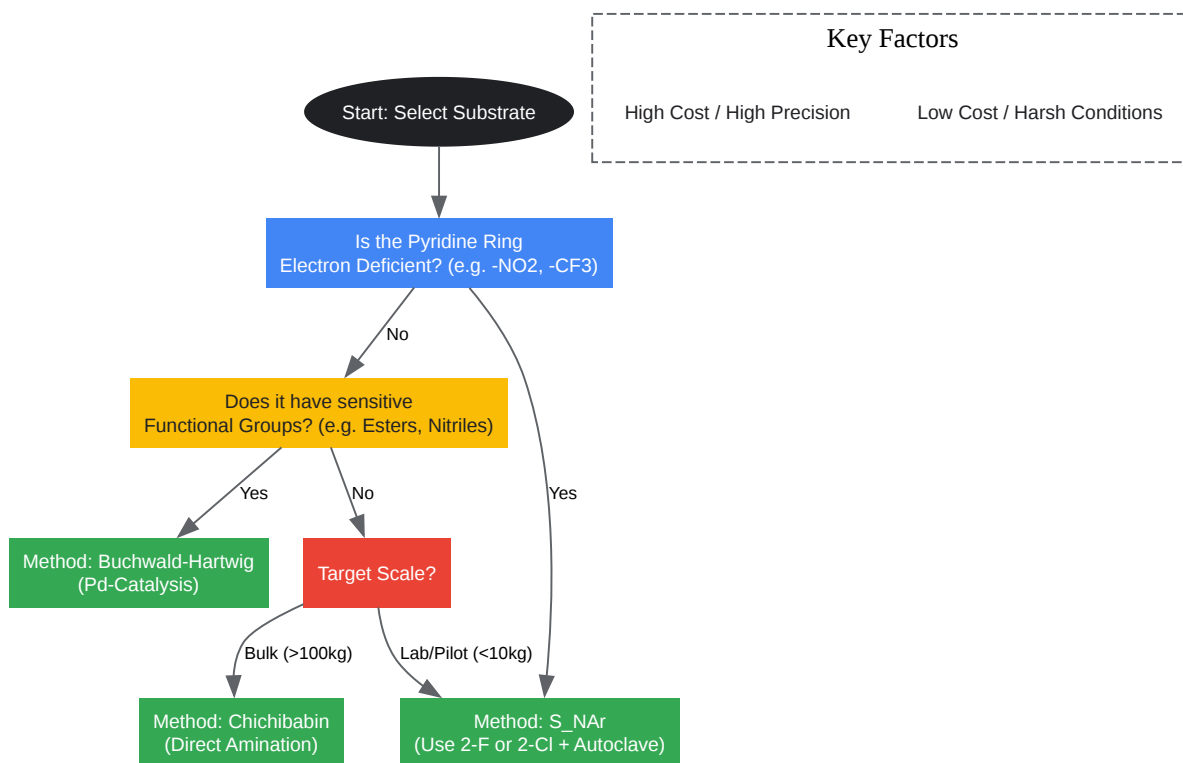 Key Factors
High Cost / High Precision
Low Cost / Harsh Conditions
Start: Select Substrate
Is the Pyridine Ring
Electron Deficient? (e.g. -NO2, -CF3)
No
Does it have sensitive
Functional Groups? (e.g. Esters, Nitriles)
Yes
No
Yes
Method: Buchwald-Hartwig
(Pd-Catalysis)
Target Scale?
Bulk (>100kg)
Lab/Pilot (<10kg)
Method: Chichibabin
(Direct Amination)
Method: S_NAr
(Use 2-F or 2-Cl + Autoclave)